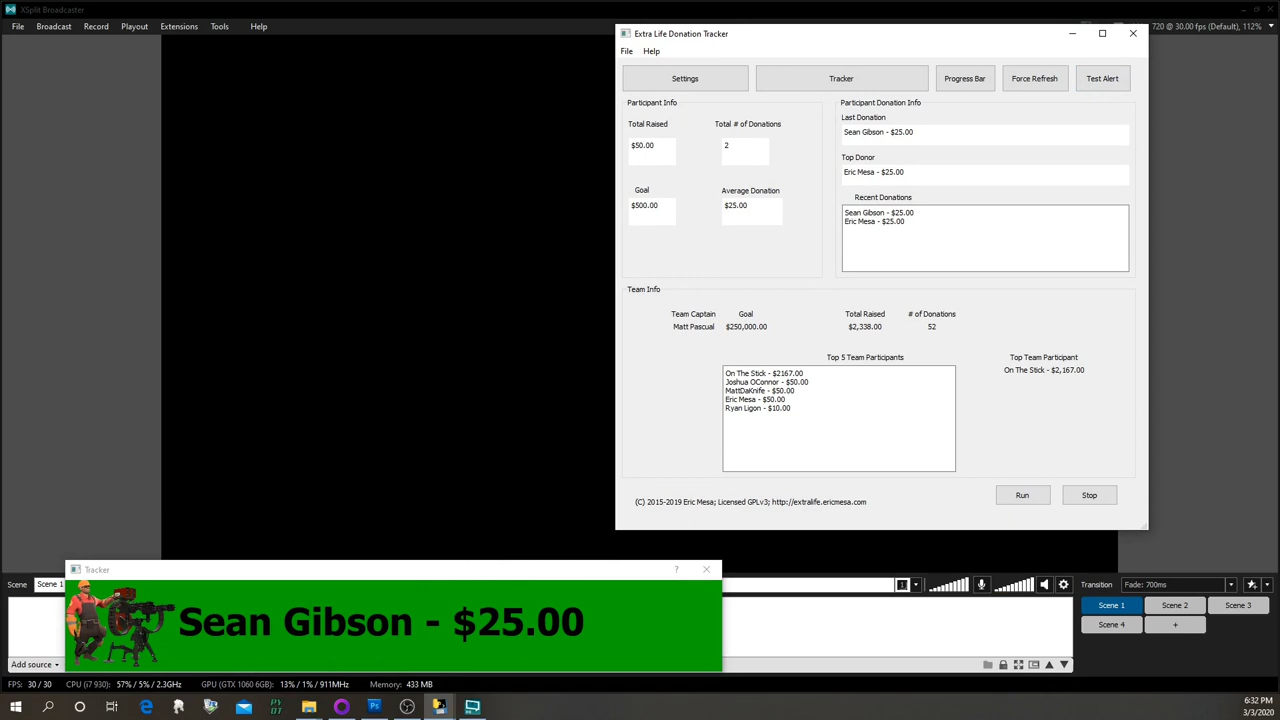 XSplit Broadcaster
File Broadcast Record Playout Extensions Tools Help
720 @ 30.00 fps (Default), 112%
Extra Life Donation Tracker
File Help
Settings Tracker Progress Bar Force Refresh Test Alert
Participant Info
Total Raised Total # of Donations
$50.00 2
Goal Average Donation
$500.00 $25.00
Participant Donation Info
Last Donation
Sean Gibson - $25.00
Top Donor
Eric Mesa - $25.00
Recent Donations
Sean Gibson - $25.00
Eric Mesa - $25.00
Team Info
Team Captain Goal Total Raised # of Donations
Matt Pascual $250,000.00 $2,338.00 52
Top 5 Team Participants Top Team Participant
On The Stick - $2,167.00
On The Stick - $2167.00
Joshua OConnor - $50.00
MattDaKnife - $50.00
Eric Mesa - $50.00
Ryan Ligon - $10.00
(C) 2015-2019 Eric Mesa; Licensed GPLv3; http://extralife.ericmesa.com
Run Stop
Tracker ?
Sean Gibson - $25.00
Scene Scene 1
1
Transition Fade: 700ms
Scene 1 Scene 2 Scene 3
Scene 4 +
Add source
FPS: 30 / 30 CPU (i7 930): 57% / 5% / 2.3GHz GPU (GTX 1060 6GB): 13% / 1% / 911MHz Memory: 433 MB
6:32 PM
3/3/2020